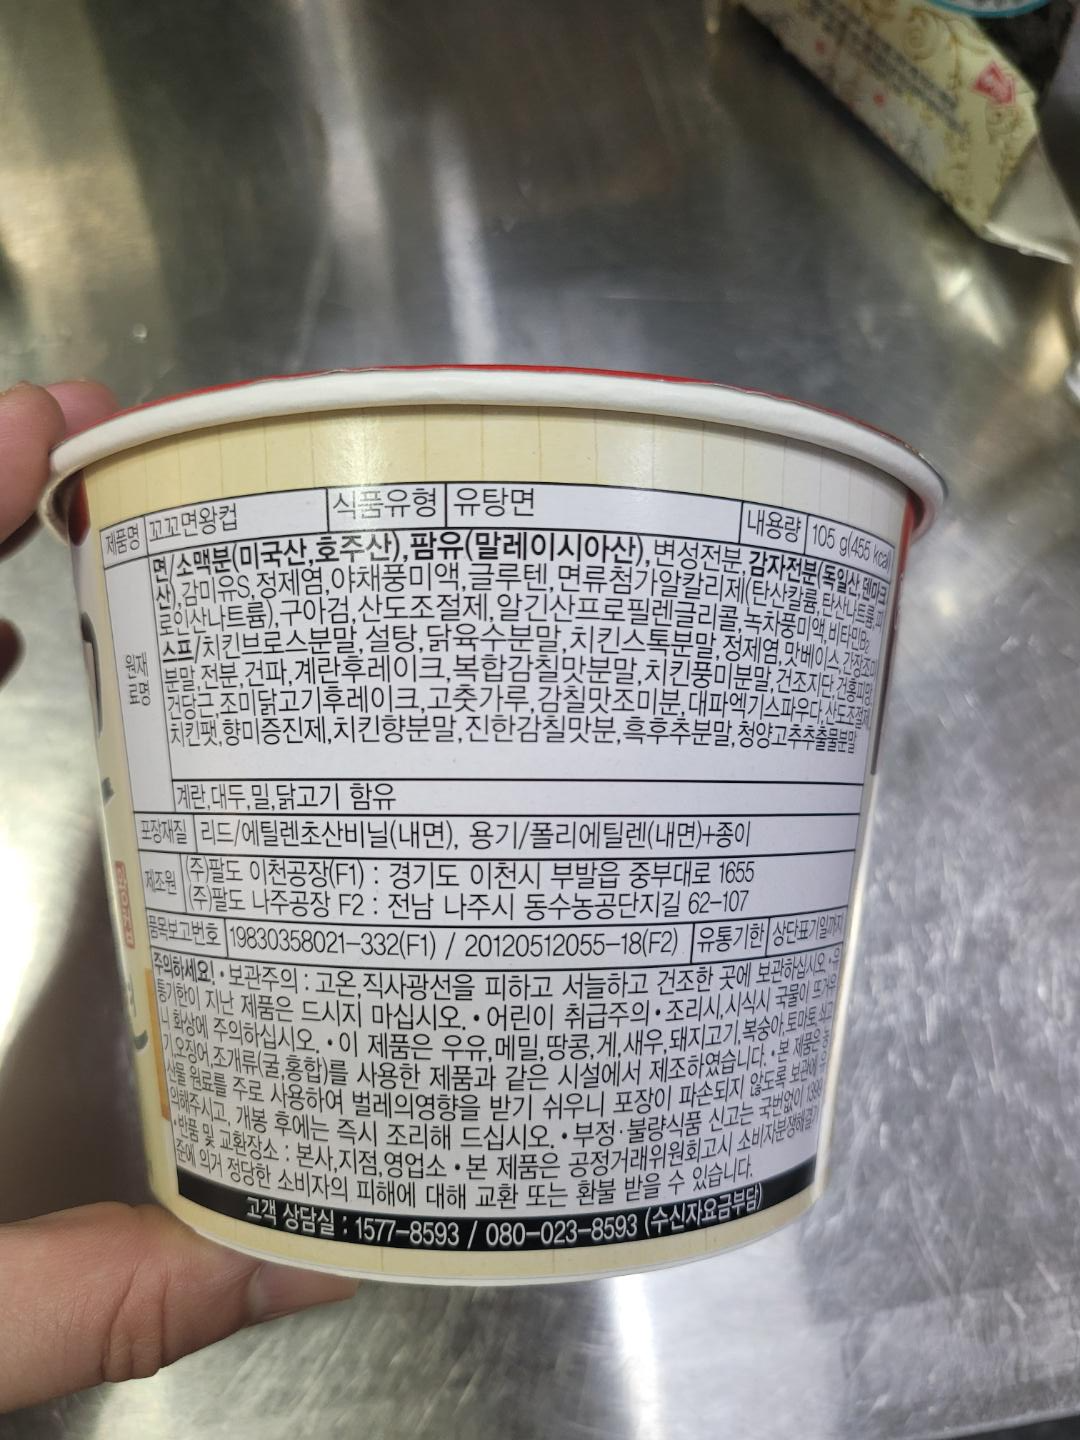 제품명 꼬꼬면왕컵 식품유형 유탕면 내용량 105 g(455 kcal)
원재료명
면/소맥분(미국산,호주산),팜유(말레이시아산),변성전분,감자전분(독일산,덴마크
산),감미유S,정제염,야채풍미액,글루텐,면류첨가알칼리제(탄산칼륨,탄산나트륨,피
로인산나트륨),구아검,산도조절제,알긴산프로필렌글리콜,녹차풍미액,비타민B₂
스프/치킨브로스분말,설탕,닭육수분말,치킨스톡분말,정제염,맛베이스,간장조미
분말,전분,건파,계란후레이크,복합감칠맛분말,치킨풍미분말,건조지단,건홍피망,
건당근,조미닭고기후레이크,고춧가루,감칠맛조미분,대파엑기스파우다,산도조절제,
치킨팻,향미증진제,치킨향분말,진한감칠맛분,흑후추분말,청양고추추출물분말
계란,대두,밀,닭고기 함유
포장재질 리드/에틸렌초산비닐(내면), 용기/폴리에틸렌(내면)+종이
제조원 (주)팔도 이천공장(F1) : 경기도 이천시 부발읍 중부대로 1655
(주)팔도 나주공장 F2 : 전남 나주시 동수농공단지길 62-107
품목보고번호 19830358021-332(F1) / 20120512055-18(F2) 유통기한 상단표기일까지
주의하세요! •보관주의 : 고온,직사광선을 피하고 서늘하고 건조한 곳에 보관하십시오. •유
통기한이 지난 제품은 드시지 마십시오. •어린이 취급주의 •조리시,시식시 국물이 뜨거우
니 화상에 주의하십시오. •이 제품은 우유,메밀,땅콩,게,새우,돼지고기,복숭아,토마토,쇠고
기,오징어,조개류(굴,홍합)를 사용한 제품과 같은 시설에서 제조하였습니다. •본 제품은 농
산물 원료를 주로 사용하여 벌레의영향을 받기 쉬우니 포장이 파손되지 않도록 보관에 유
의해주시고, 개봉 후에는 즉시 조리해 드십시오. •부정·불량식품 신고는 국번없이 1399
•반품 및 교환장소 : 본사,지점,영업소 •본 제품은 공정거래위원회고시 소비자분쟁해결기
준에 의거 정당한 소비자의 피해에 대해 교환 또는 환불 받을 수 있습니다.
고객 상담실 : 1577-8593 / 080-023-8593 (수신자요금부담)